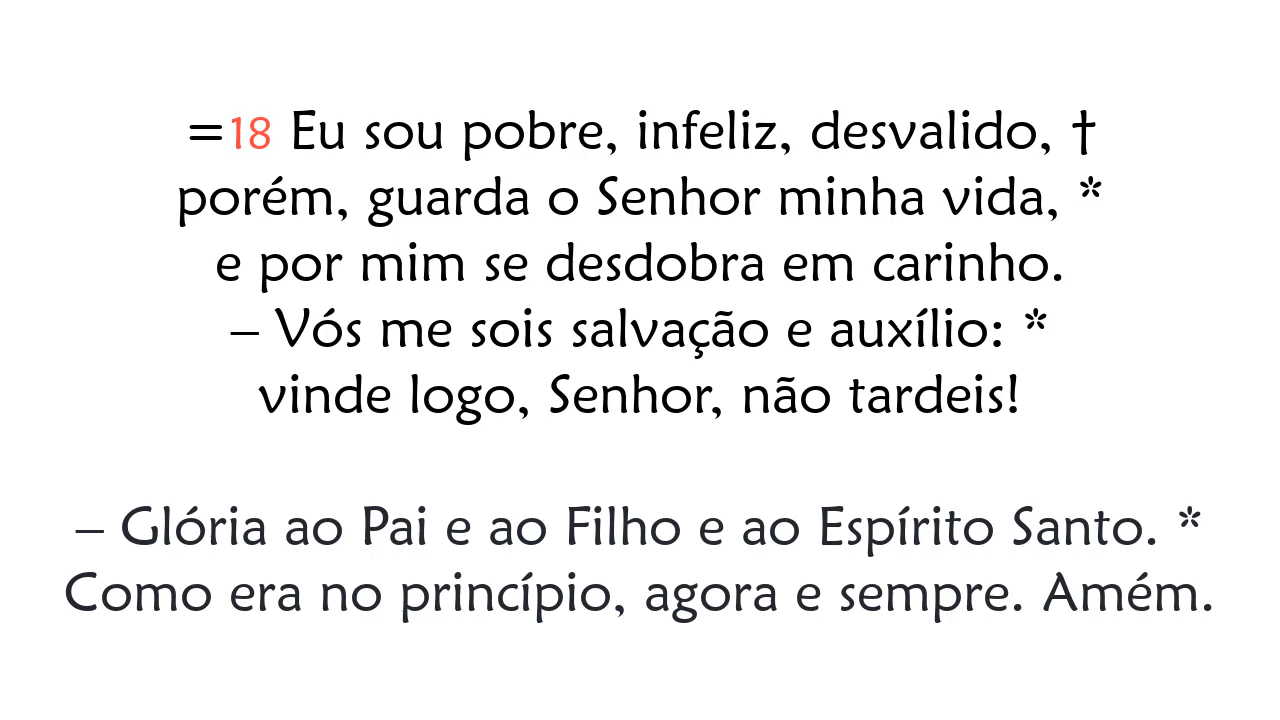 =18 Eu sou pobre, infeliz, desvalido, †
porém, guarda o Senhor minha vida, *
e por mim se desdobra em carinho.
– Vós me sois salvação e auxílio: *
vinde logo, Senhor, não tardeis!
– Glória ao Pai e ao Filho e ao Espírito Santo. *
Como era no princípio, agora e sempre. Amém.